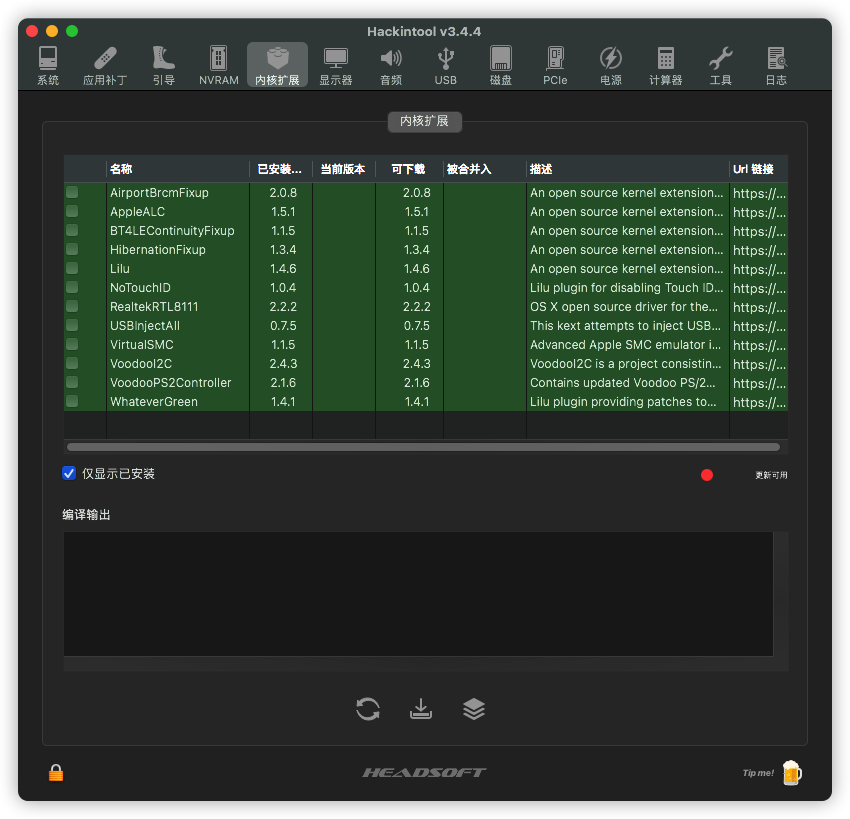 Hackintool v3.4.4
系统 应用补丁 引导 NVRAM 内核扩展 显示器 音频 USB 磁盘 PCIe 电源 计算器 工具 日志
内核扩展
名称 已安装... 当前版本 可下载 被合并入 描述 Url 链接
AirportBrcmFixup 2.0.8 2.0.8 An open source kernel extension... https://...
AppleALC 1.5.1 1.5.1 An open source kernel extension... https://...
BT4LEContinuityFixup 1.1.5 1.1.5 An open source kernel extension... https://...
HibernationFixup 1.3.4 1.3.4 An open source kernel extension... https://...
Lilu 1.4.6 1.4.6 An open source kernel extension... https://...
NoTouchID 1.0.4 1.0.4 Lilu plugin for disabling Touch ID... https://...
RealtekRTL8111 2.2.2 2.2.2 OS X open source driver for the... https://...
USBInjectAll 0.7.5 0.7.5 This kext attempts to inject USB... https://...
VirtualSMC 1.1.5 1.1.5 Advanced Apple SMC emulator i... https://...
VoodooI2C 2.4.3 2.4.3 VoodooI2C is a project consistin... https://...
VoodooPS2Controller 2.1.6 2.1.6 Contains updated Voodoo PS/2... https://...
WhateverGreen 1.4.1 1.4.1 Lilu plugin providing patches to... https://...
仅显示已安装 更新可用
编译输出
HEADSOFT Tip me!